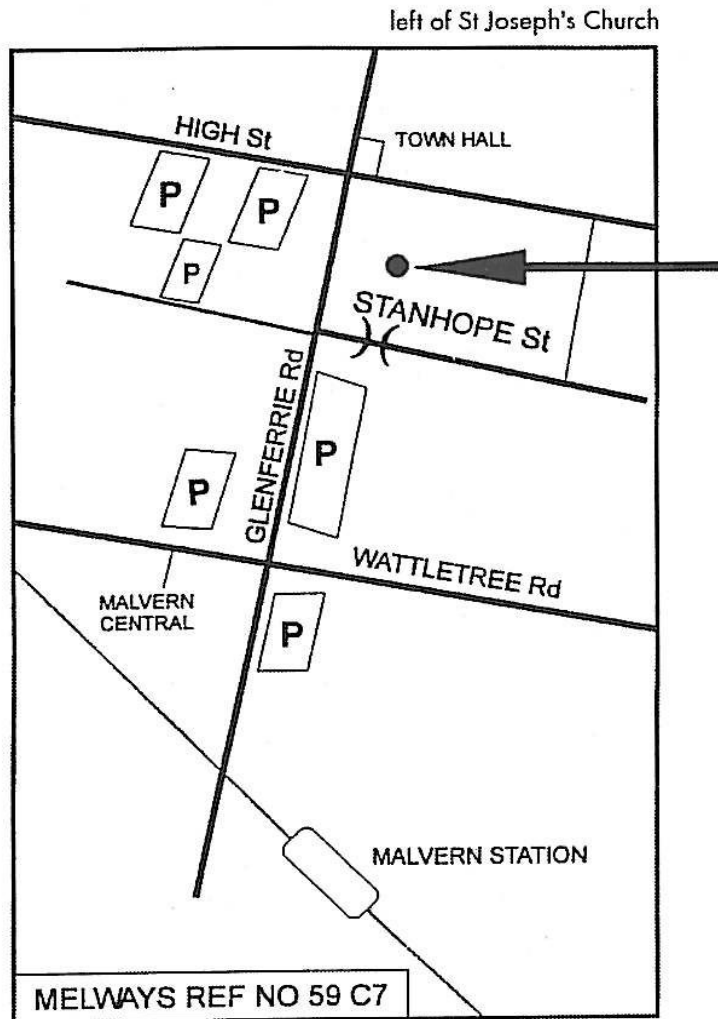 left of St Joseph's Church
HIGH St
TOWN HALL
P
P
P
STANHOPE St
GLENFERRIE Rd
P
P
WATTLETREE Rd
MALVERN
CENTRAL
P
MALVERN STATION
MELWAYS REF NO 59 C7